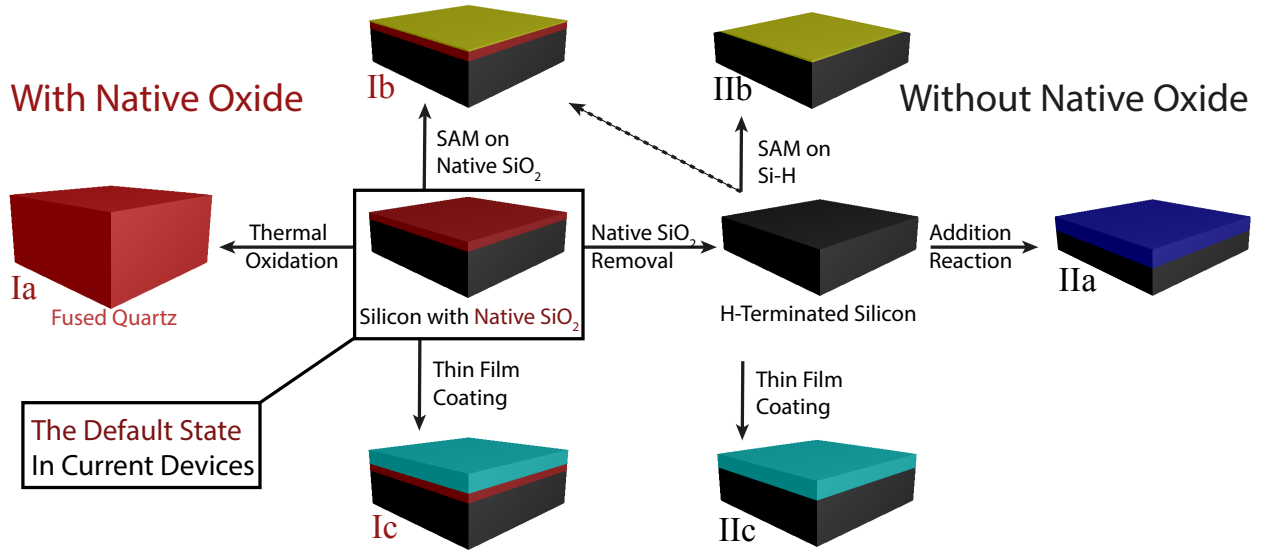 Ib
IIb
With Native Oxide
Without Native Oxide
SAM on
Native SiO₂
SAM on
Si-H
Thermal
Oxidation
Native SiO₂
Removal
Addition
Reaction
Ia
Fused Quartz
Silicon with Native SiO₂
H-Terminated Silicon
IIa
Thin Film
Coating
Thin Film
Coating
The Default State
In Current Devices
Ic
IIc